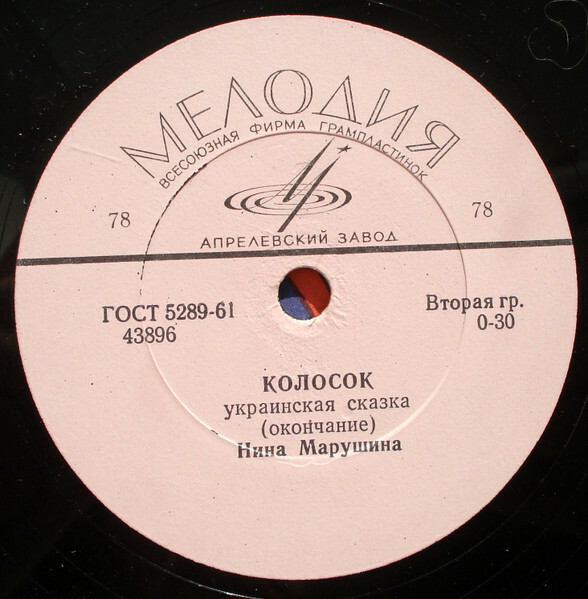 МЕЛОДИЯ
ВСЕСОЮЗНАЯ ФИРМА ГРАМПЛАСТИНОК
78
78
АПРЕЛЕВСКИЙ ЗАВОД
ГОСТ 5289-61
43896
Вторая гр.
0-30
КОЛОСОК
украинская сказка
(окончание)
Нина Марушина